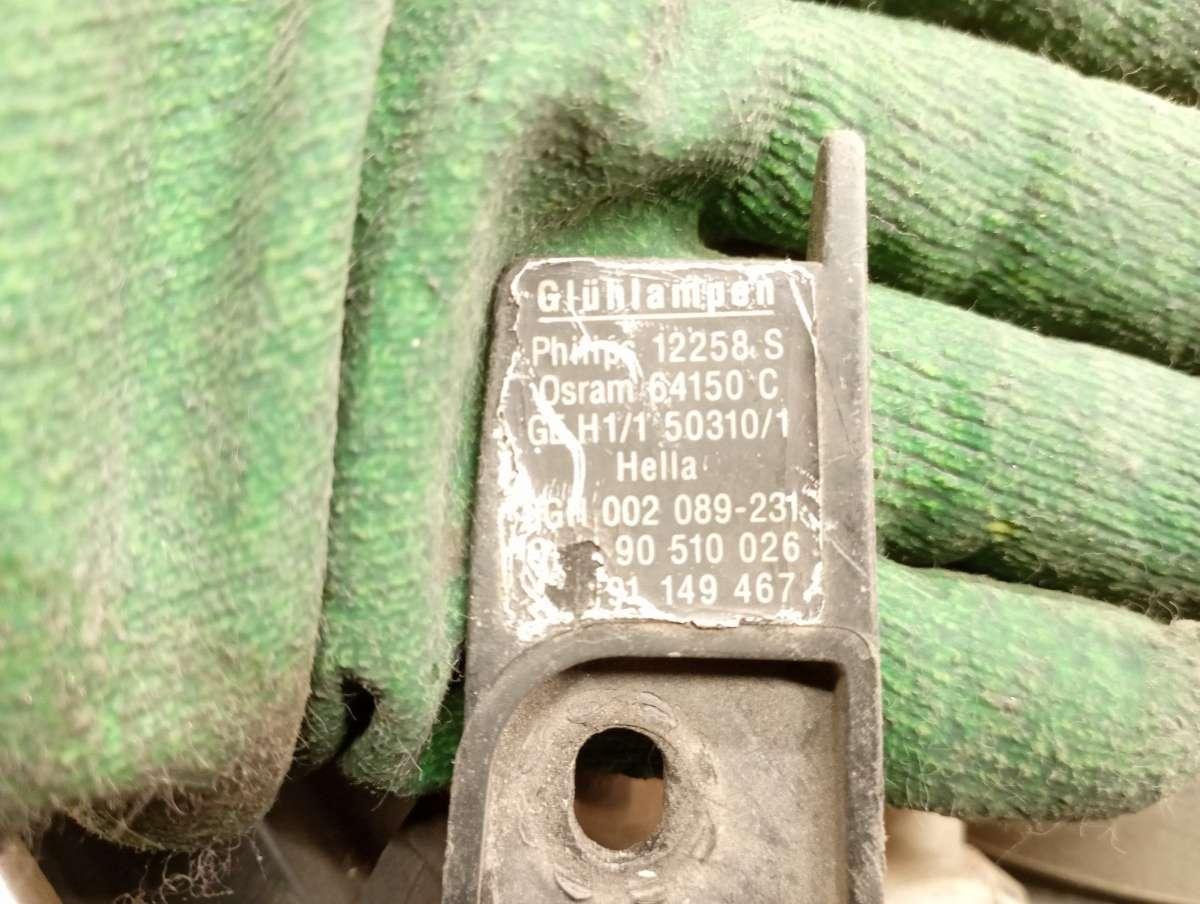 Glühlampen
Philips 12258 S
Osram 64150 C
GE H1/1 50310/1
Hella
002 089-231
90 510 026
91 149 467